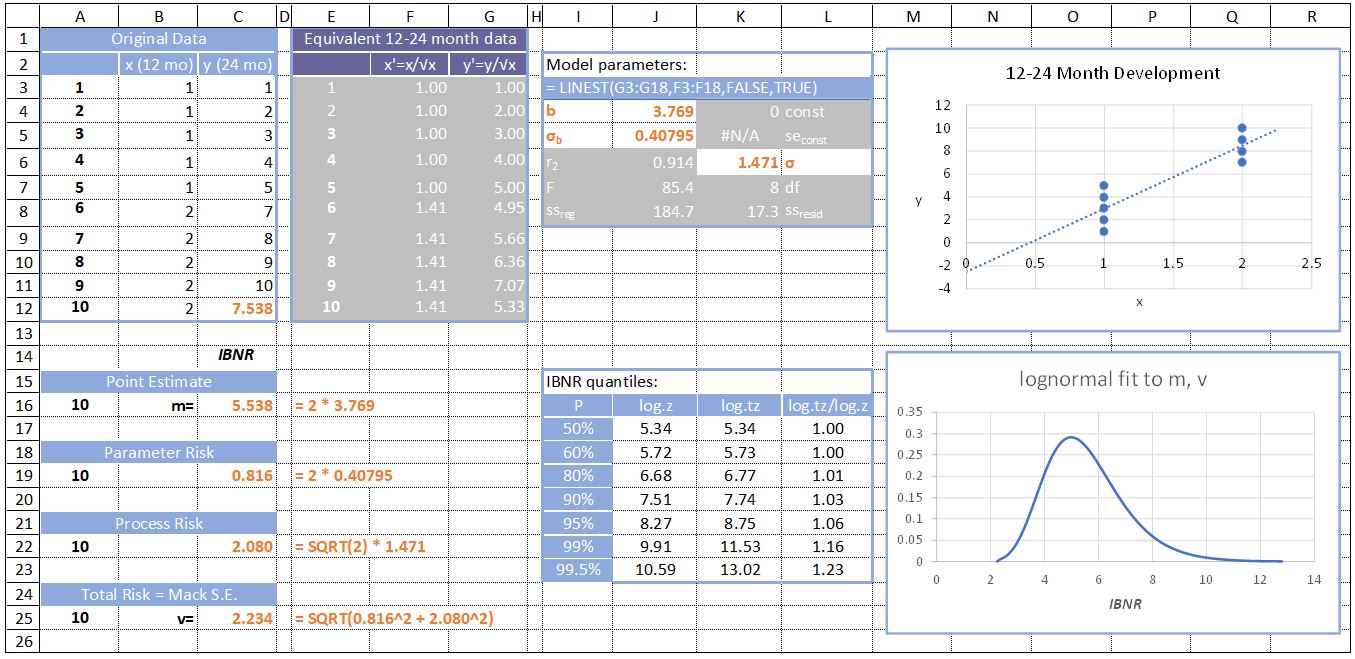 A B C D E F G H I J K L M N O P Q R
1 Original Data Equivalent 12-24 month data
2 x (12 mo) y (24 mo) x'=x/√x y'=y/√x Model parameters:
3 1 1 1 1 1.00 1.00 = LINEST(G3:G18,F3:F18,FALSE,TRUE)
4 2 1 2 2 1.00 2.00 b 3.769 0 const
5 3 1 3 3 1.00 3.00 σb 0.40795 #N/A seconst
6 4 1 4 4 1.00 4.00 r2 0.914 1.471 σ
7 5 1 5 5 1.00 5.00 F 85.4 8 df
8 6 2 7 6 1.41 4.95 ssreg 184.7 17.3 ssresid
9 7 2 8 7 1.41 5.66
10 8 2 9 8 1.41 6.36
11 9 2 10 9 1.41 7.07
12 10 2 7.538 10 1.41 5.33
12-24 Month Development
12
10
8
6
4
2
0
-2
-4
0 0.5 1 1.5 2 2.5
y
x
13
14 IBNR
15 Point Estimate IBNR quantiles:
16 10 m= 5.538 = 2 * 3.769 P log.z log.tz log.tz/log.z
17 50% 5.34 5.34 1.00
18 Parameter Risk 60% 5.72 5.73 1.00
19 10 0.816 = 2 * 0.40795 80% 6.68 6.77 1.01
20 90% 7.51 7.74 1.03
21 Process Risk 95% 8.27 8.75 1.06
22 10 2.080 = SQRT(2) * 1.471 99% 9.91 11.53 1.16
23 99.5% 10.59 13.02 1.23
24 Total Risk = Mack S.E.
25 10 v= 2.234 = SQRT(0.816^2 + 2.080^2)
26
lognormal fit to m, v
0.35
0.3
0.25
0.2
0.15
0.1
0.05
0
0 2 4 6 8 10 12 14
IBNR